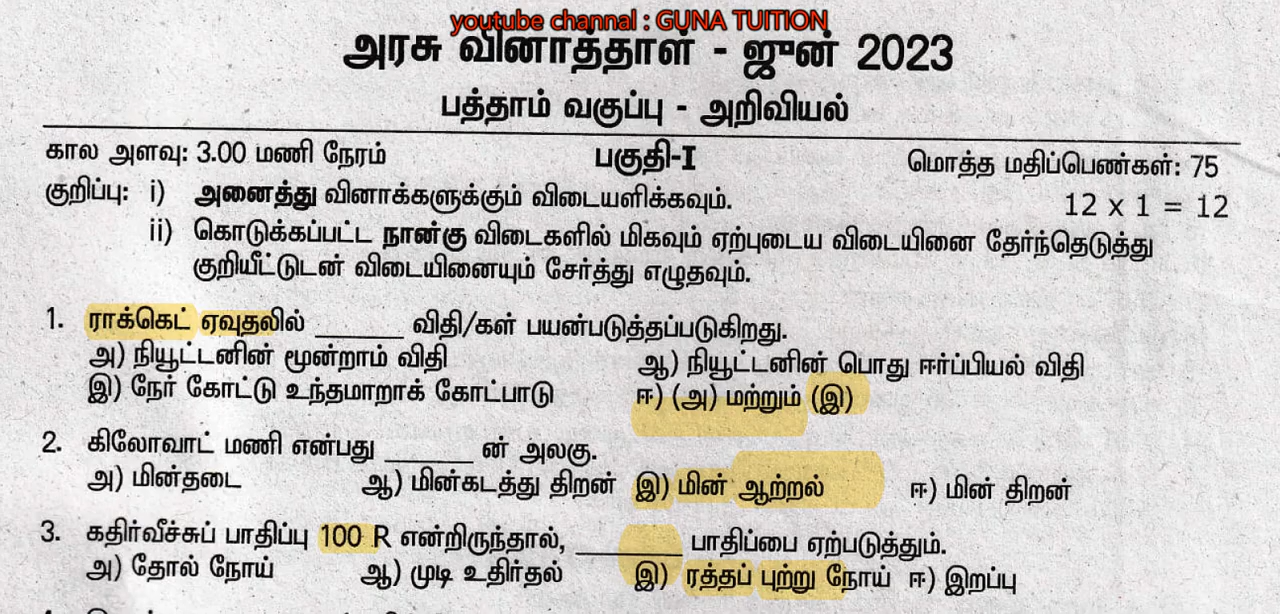 youtube channal : GUNA TUITION
அரசு வினாத்தாள் - ஜுன் 2023
பத்தாம் வகுப்பு - அறிவியல்
கால அளவு: 3.00 மணி நேரம் பகுதி-I மொத்த மதிப்பெண்கள்: 75
குறிப்பு: i) அனைத்து வினாக்களுக்கும் விடையளிக்கவும். 12 x 1 = 12
ii) கொடுக்கப்பட்ட நான்கு விடைகளில் மிகவும் ஏற்புடைய விடையினை தேர்ந்தெடுத்து
குறியீட்டுடன் விடையினையும் சேர்த்து எழுதவும்.
1. ராக்கெட் ஏவுதலில் ______ விதி/கள் பயன்படுத்தப்படுகிறது.
அ) நியூட்டனின் மூன்றாம் விதி ஆ) நியூட்டனின் பொது ஈர்ப்பியல் விதி
இ) நேர் கோட்டு உந்தமாறாக் கோட்பாடு ஈ) (அ) மற்றும் (இ)
2. கிலோவாட் மணி என்பது ______ ன் அலகு.
அ) மின்தடை ஆ) மின்கடத்து திறன் இ) மின் ஆற்றல் ஈ) மின் திறன்
3. கதிர்வீச்சுப் பாதிப்பு 100 R என்றிருந்தால், _______ பாதிப்பை ஏற்படுத்தும்.
அ) தோல் நோய் ஆ) முடி உதிர்தல் இ) ரத்தப் புற்று நோய் ஈ) இறப்பு